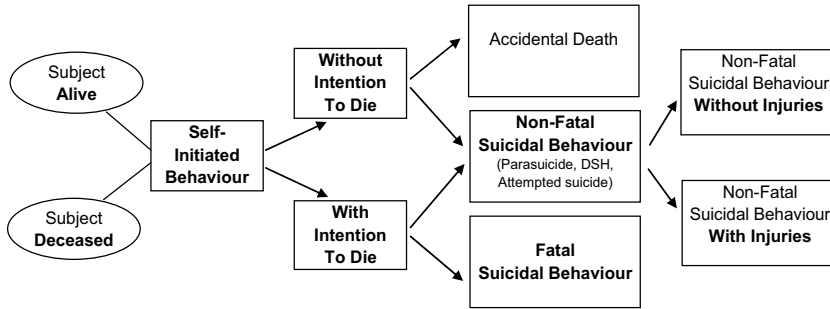 Subject
Alive
Subject
Deceased
Self-
Initiated
Behaviour
Without
Intention
To Die
With
Intention
To Die
Accidental Death
Non-Fatal
Suicidal Behaviour
(Parasuicide, DSH,
Attempted suicide)
Fatal
Suicidal Behaviour
Non-Fatal
Suicidal Behaviour
Without Injuries
Non-Fatal
Suicidal Behaviour
With Injuries